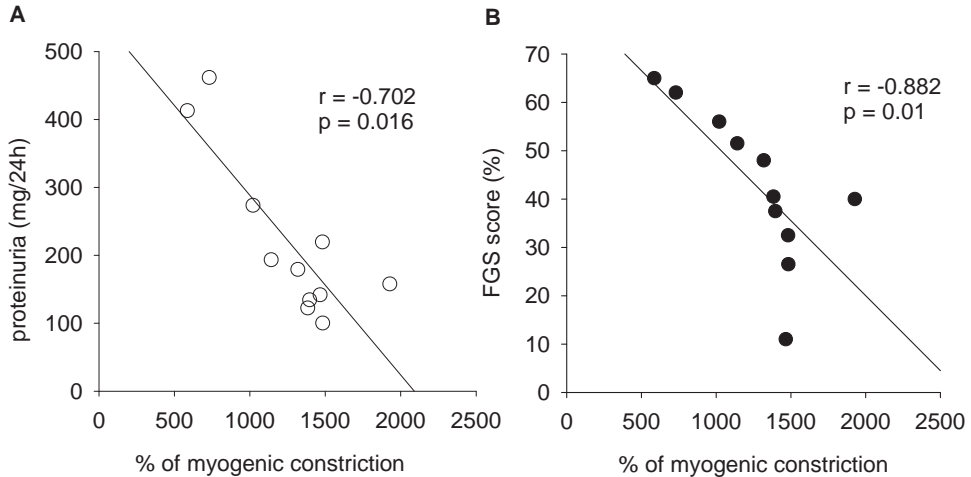 A
500
400
300
200
100
0
proteinuria (mg/24h)
r = -0.702
p = 0.016
0
500
1000
1500
2000
2500
% of myogenic constriction
B
70
60
50
40
30
20
10
0
FGS score (%)
r = -0.882
p = 0.01
0
500
1000
1500
2000
2500
% of myogenic constriction